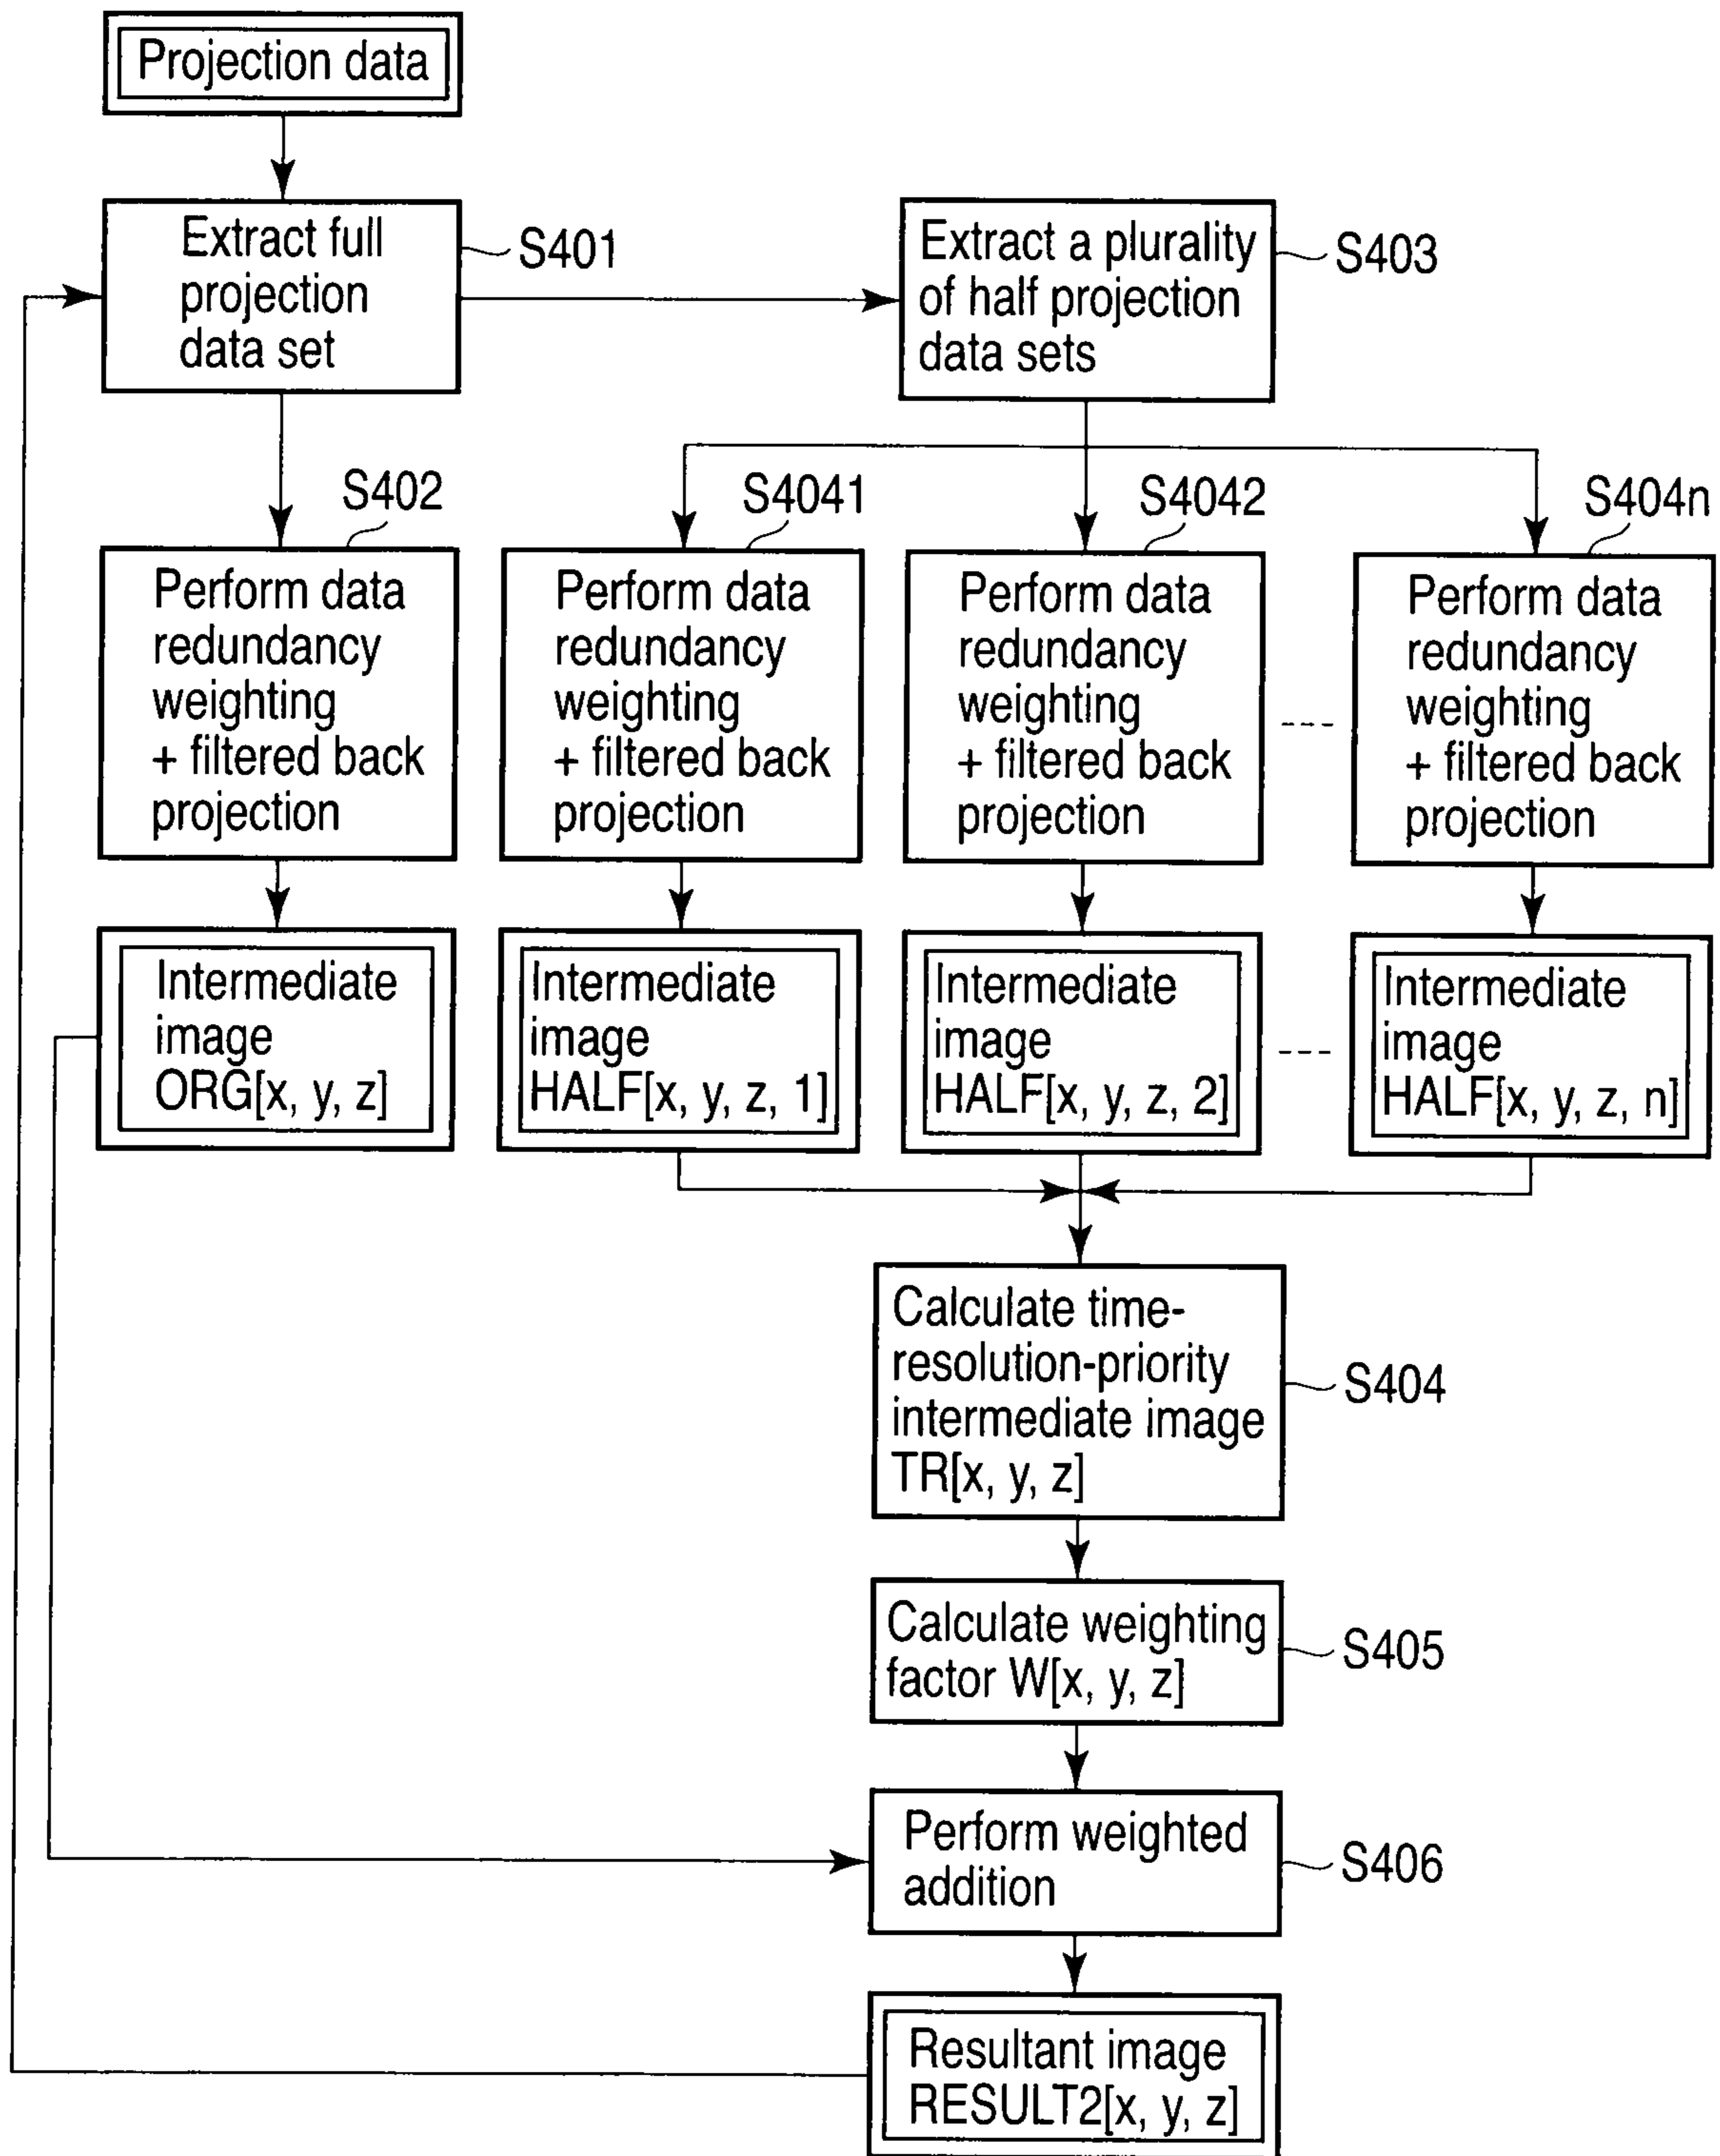 Projection data
Extract full
projection
data set
S401
Extract a plurality
of half projection
data sets
S403
S402
S4041
S4042
S404n
Perform data
redundancy
weighting
+ filtered back
projection
Perform data
redundancy
weighting
+ filtered back
projection
Perform data
redundancy
weighting
+ filtered back
projection
Perform data
redundancy
weighting
+ filtered back
projection
Intermediate
image
ORG[x, y, z]
Intermediate
image
HALF[x, y, z, 1]
Intermediate
image
HALF[x, y, z, 2]
Intermediate
image
HALF[x, y, z, n]
Calculate time-
resolution-priority
intermediate image
TR[x, y, z]
S404
Calculate weighting
factor W[x, y, z]
S405
Perform weighted
addition
S406
Resultant image
RESULT2[x, y, z]